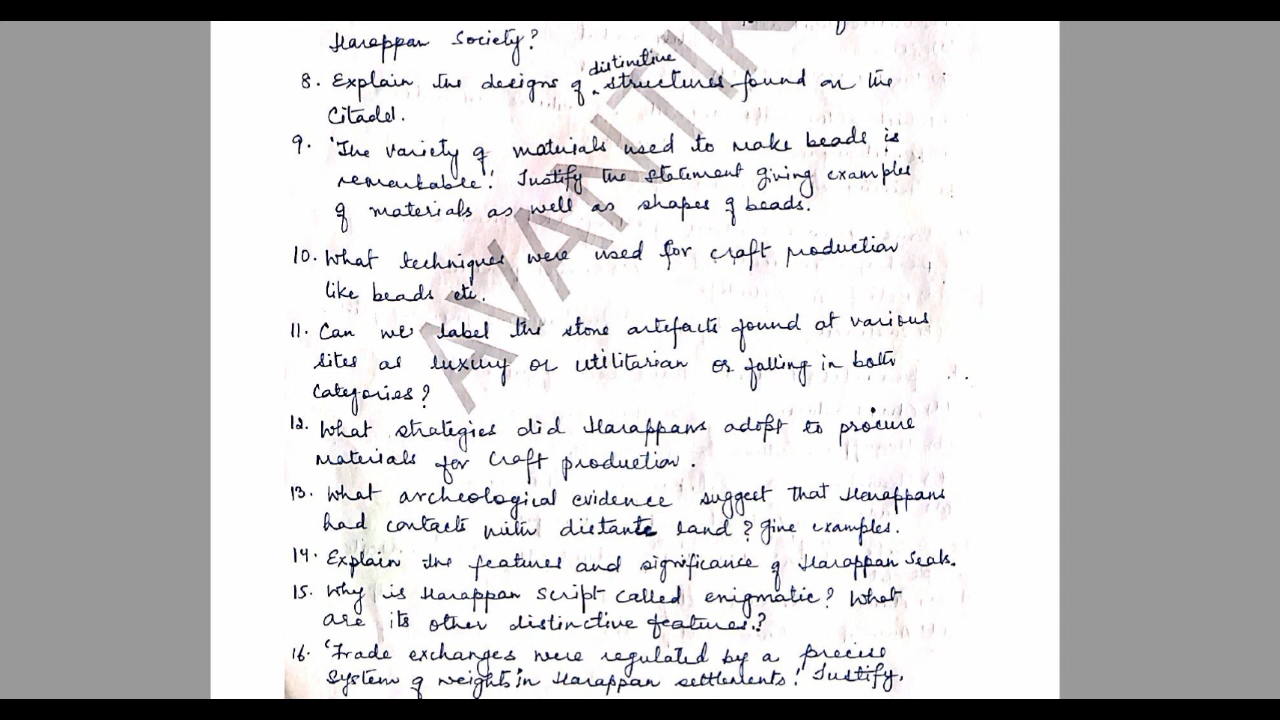 Harappan Society?
8. Explain the designs of distinctive structures found on the
Citadel.
9. 'The variety of materials used to make beads is
remarkable.' Justify the statement giving examples
of materials as well as shapes of beads.
10. What techniques were used for craft production
like beads etc.
11. Can we label the stone artefacts found at various
sites as luxury or utilitarian or falling in both
categories?
12. What strategies did Harappans adopt to procure
materials for craft production.
13. What archeological evidence suggest that Harappans
had contacts with distante land? Give examples.
14. Explain the features and significance of Harappan Seals.
15. Why is Harappan script called enigmatic? What
are its other distinctive features.?
16. 'Trade exchanges were regulated by a precise
system of weights in Harappan settlements.' Justify.
AVANTIK